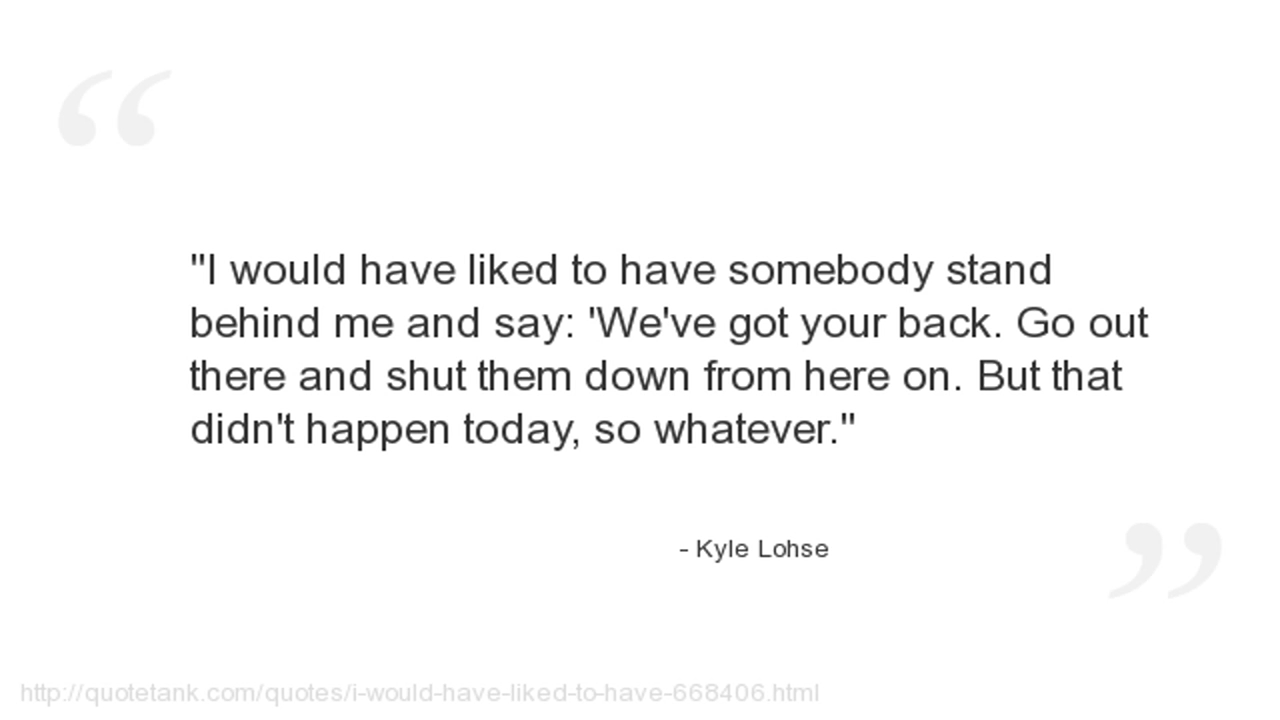 "I would have liked to have somebody stand
behind me and say: 'We've got your back. Go out
there and shut them down from here on. But that
didn't happen today, so whatever."
- Kyle Lohse
http://quotetank.com/quotes/i-would-have-liked-to-have-668406.html